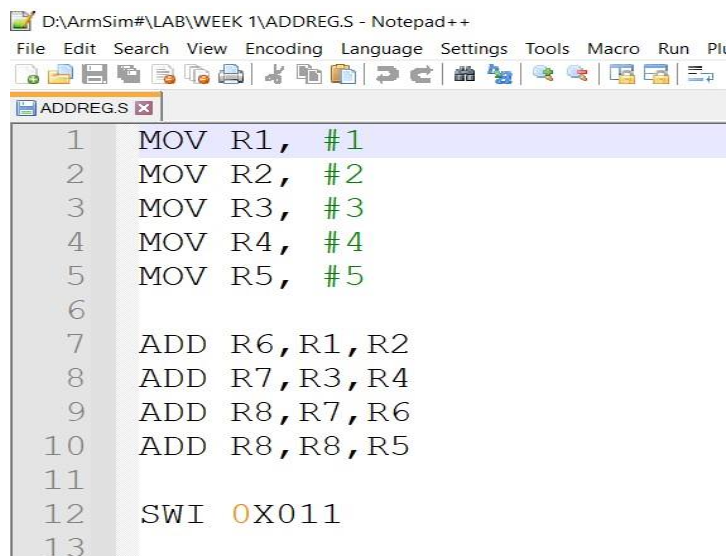 D:\ArmSim#\LAB\WEEK 1\ADDREG.S - Notepad++
File Edit Search View Encoding Language Settings Tools Macro Run
ADDREG.S
1 MOV R1, #1
2 MOV R2, #2
3 MOV R3, #3
4 MOV R4, #4
5 MOV R5, #5
6
7 ADD R6,R1,R2
8 ADD R7,R3,R4
9 ADD R8,R7,R6
10 ADD R8,R8,R5
11
12 SWI 0X011
13